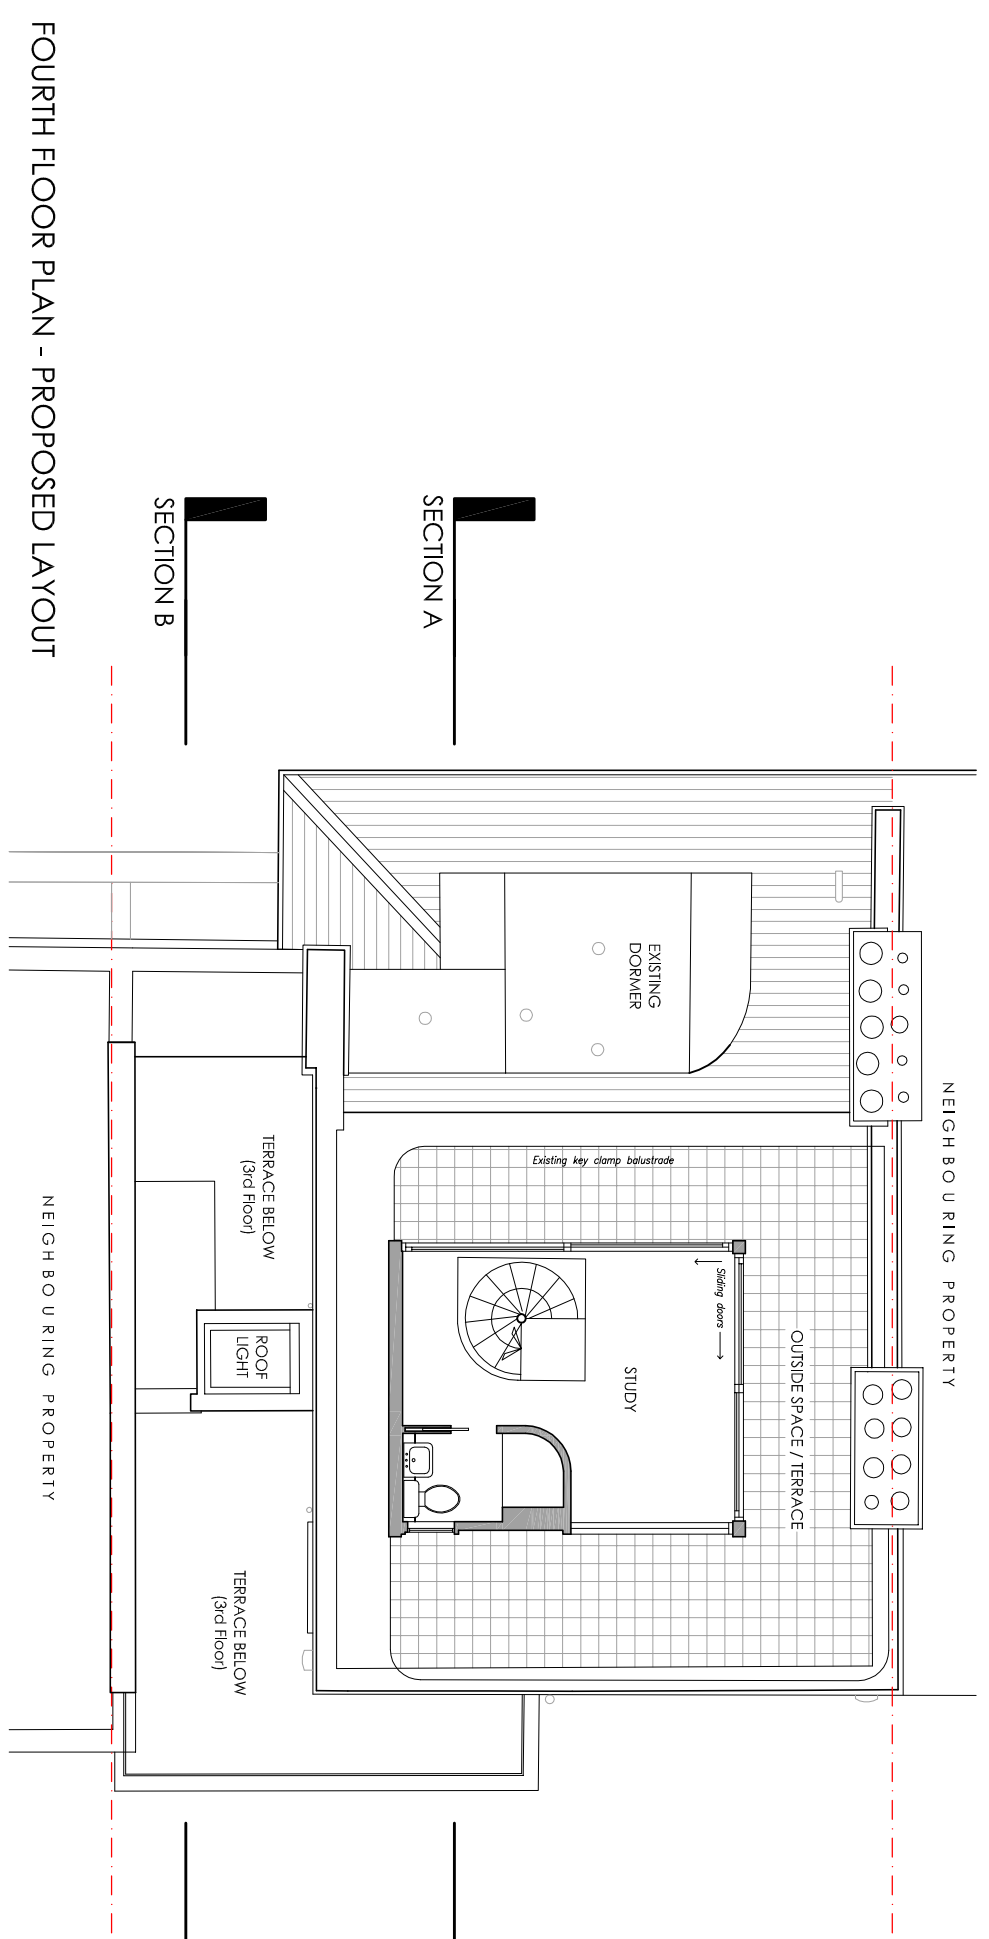 FOURTH FLOOR PLAN - PROPOSED LAYOUT
SECTION A
SECTION B
EXISTING
DORMER
NEIGHBOURING PROPERTY
Existing key clamp balustrade
TERRACE BELOW
(3rd Floor)
Sliding doors
OUTSIDE SPACE / TERRACE
STUDY
ROOF
LIGHT
NEIGHBOURING PROPERTY
TERRACE BELOW
(3rd Floor)